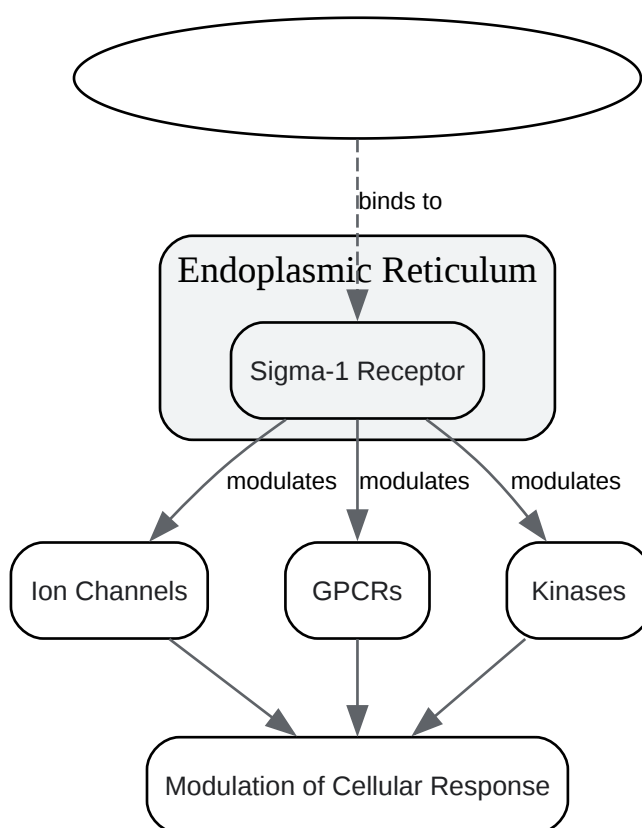 binds to
Endoplasmic Reticulum
Sigma-1 Receptor
modulates
modulates
modulates
Ion Channels
GPCRs
Kinases
Modulation of Cellular Response